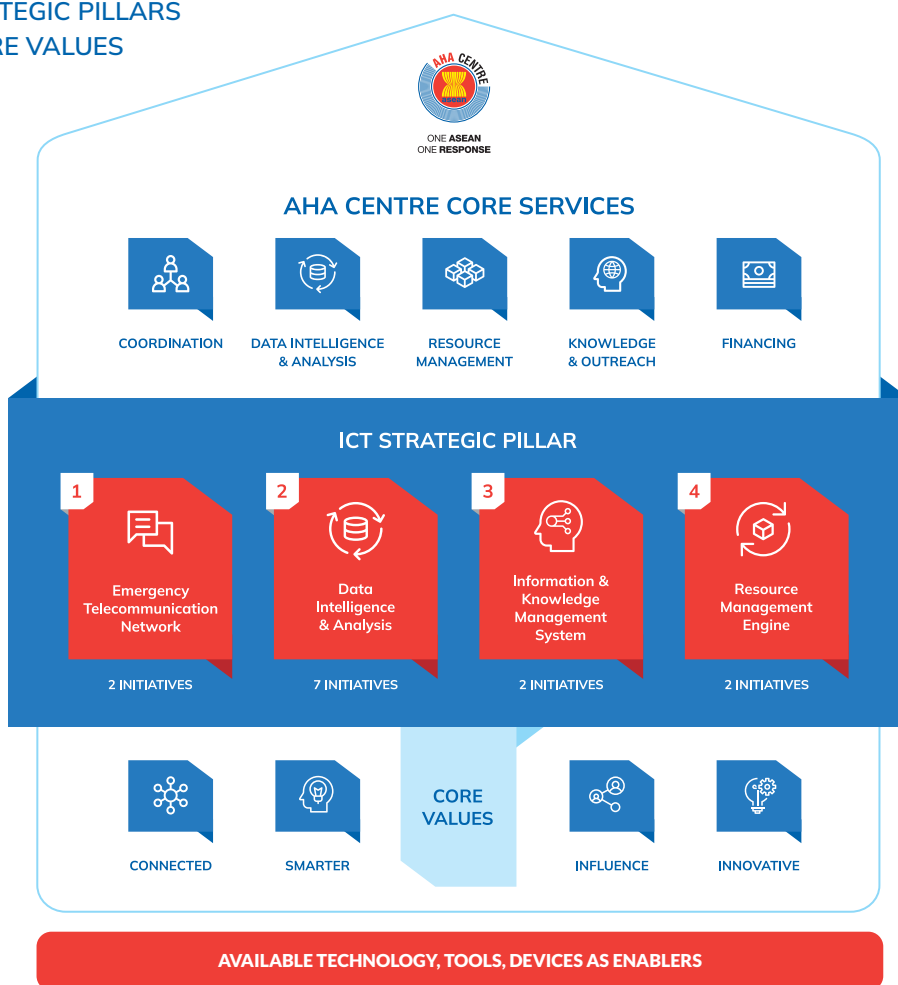 TEGIC PILLARS
RE VALUES
AHA CENTRE
asean
ONE ASEAN
ONE RESPONSE
AHA CENTRE CORE SERVICES
COORDINATION
DATA INTELLIGENCE
& ANALYSIS
RESOURCE
MANAGEMENT
KNOWLEDGE
& OUTREACH
FINANCING
ICT STRATEGIC PILLAR
1
Emergency
Telecommunication
Network
2 INITIATIVES
2
Data
Intelligence
& Analysis
7 INITIATIVES
3
Information &
Knowledge
Management
System
2 INITIATIVES
4
Resource
Management
Engine
2 INITIATIVES
CONNECTED
SMARTER
CORE
VALUES
INFLUENCE
INNOVATIVE
AVAILABLE TECHNOLOGY, TOOLS, DEVICES AS ENABLERS